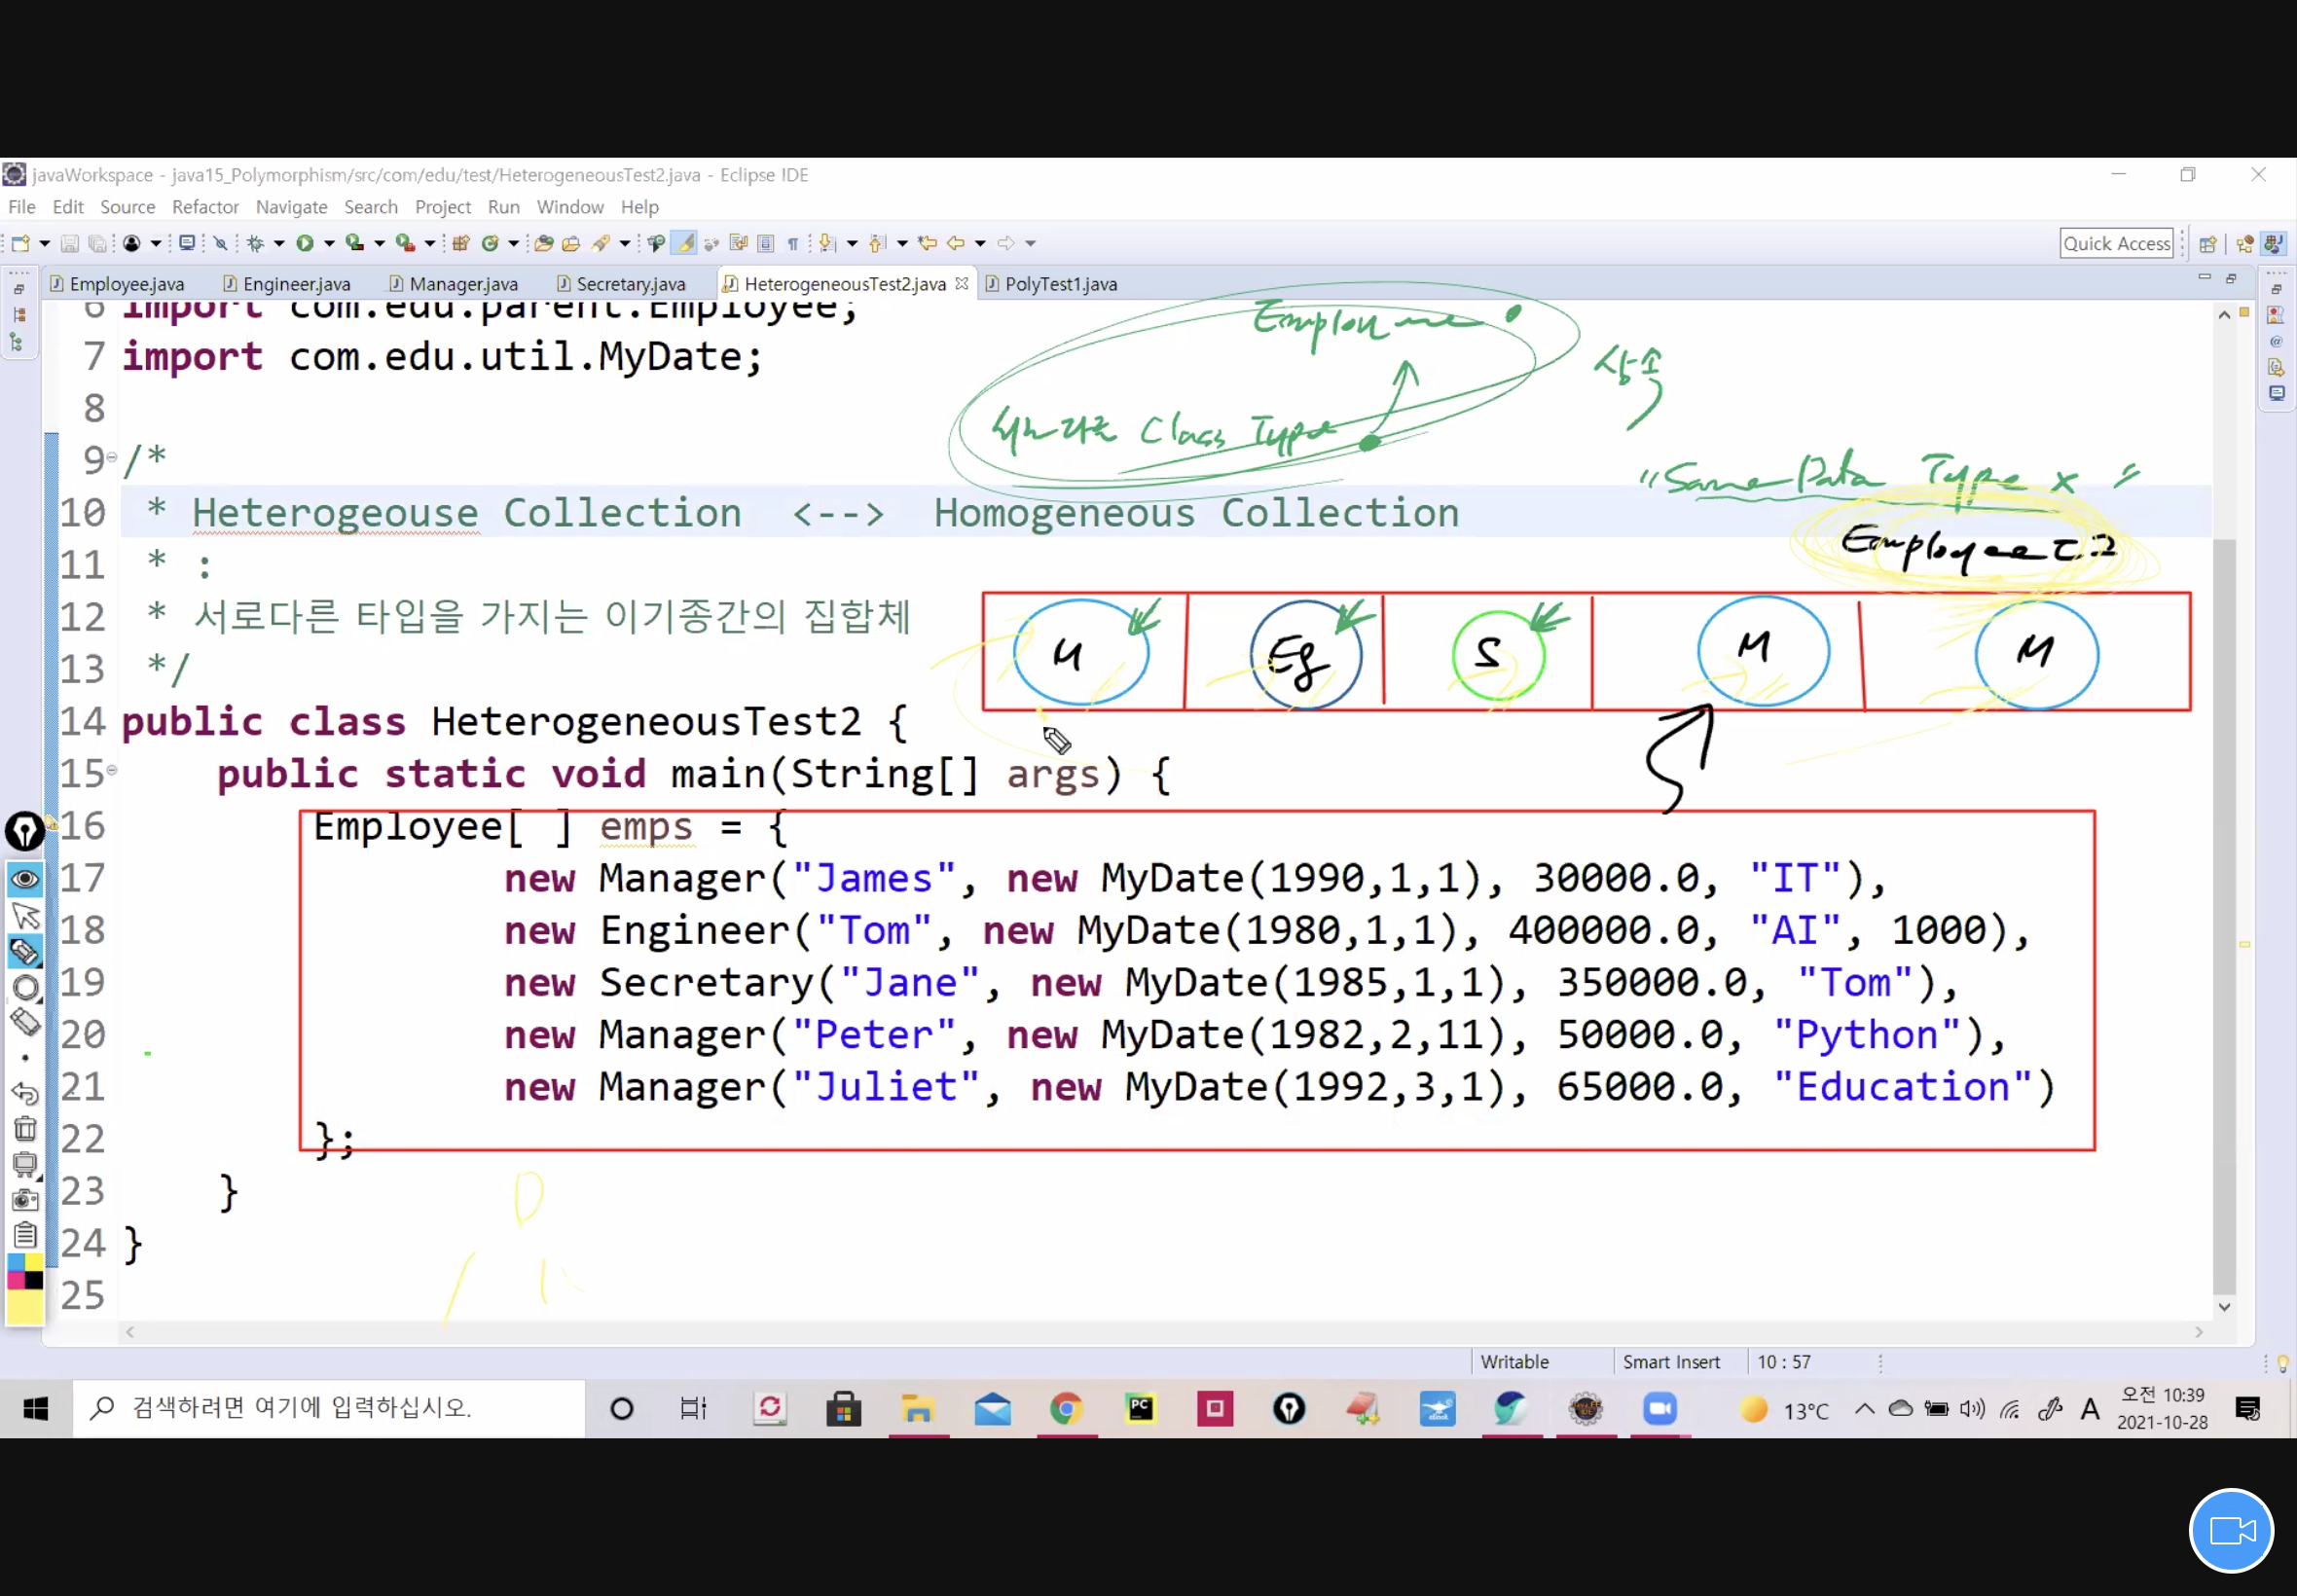 javaWorkspace - java15_Polymorphism/src/com/edu/test/HeterogeneousTest2.java - Eclipse IDE
File Edit Source Refactor Navigate Search Project Run Window Help
Quick Access
Employee.java Engineer.java Manager.java Secretary.java HeterogeneousTest2.java PolyTest1.java
6 import com.edu.parent.Employee;
7 import com.edu.util.MyDate;
8
상속
Class Type
9 /*
"Same Data Type x "
10 * Heterogeouse Collection <--> Homogeneous Collection
Employee[]
11 * :
12 * 서로다른 타입을 가지는 이기종간의 집합체
M Eg S M M
13 */
14 public class HeterogeneousTest2 {
15 public static void main(String[] args) {
16 Employee[ ] emps = {
17 new Manager("James", new MyDate(1990,1,1), 30000.0, "IT"),
18 new Engineer("Tom", new MyDate(1980,1,1), 400000.0, "AI", 1000),
19 new Secretary("Jane", new MyDate(1985,1,1), 350000.0, "Tom"),
20 new Manager("Peter", new MyDate(1982,2,11), 50000.0, "Python"),
21 new Manager("Juliet", new MyDate(1992,3,1), 65000.0, "Education")
22 };
23 }
24 }
25
Writable Smart Insert 10 : 57
검색하려면 여기에 입력하십시오.
PC
13°C
A
오전 10:39
2021-10-28